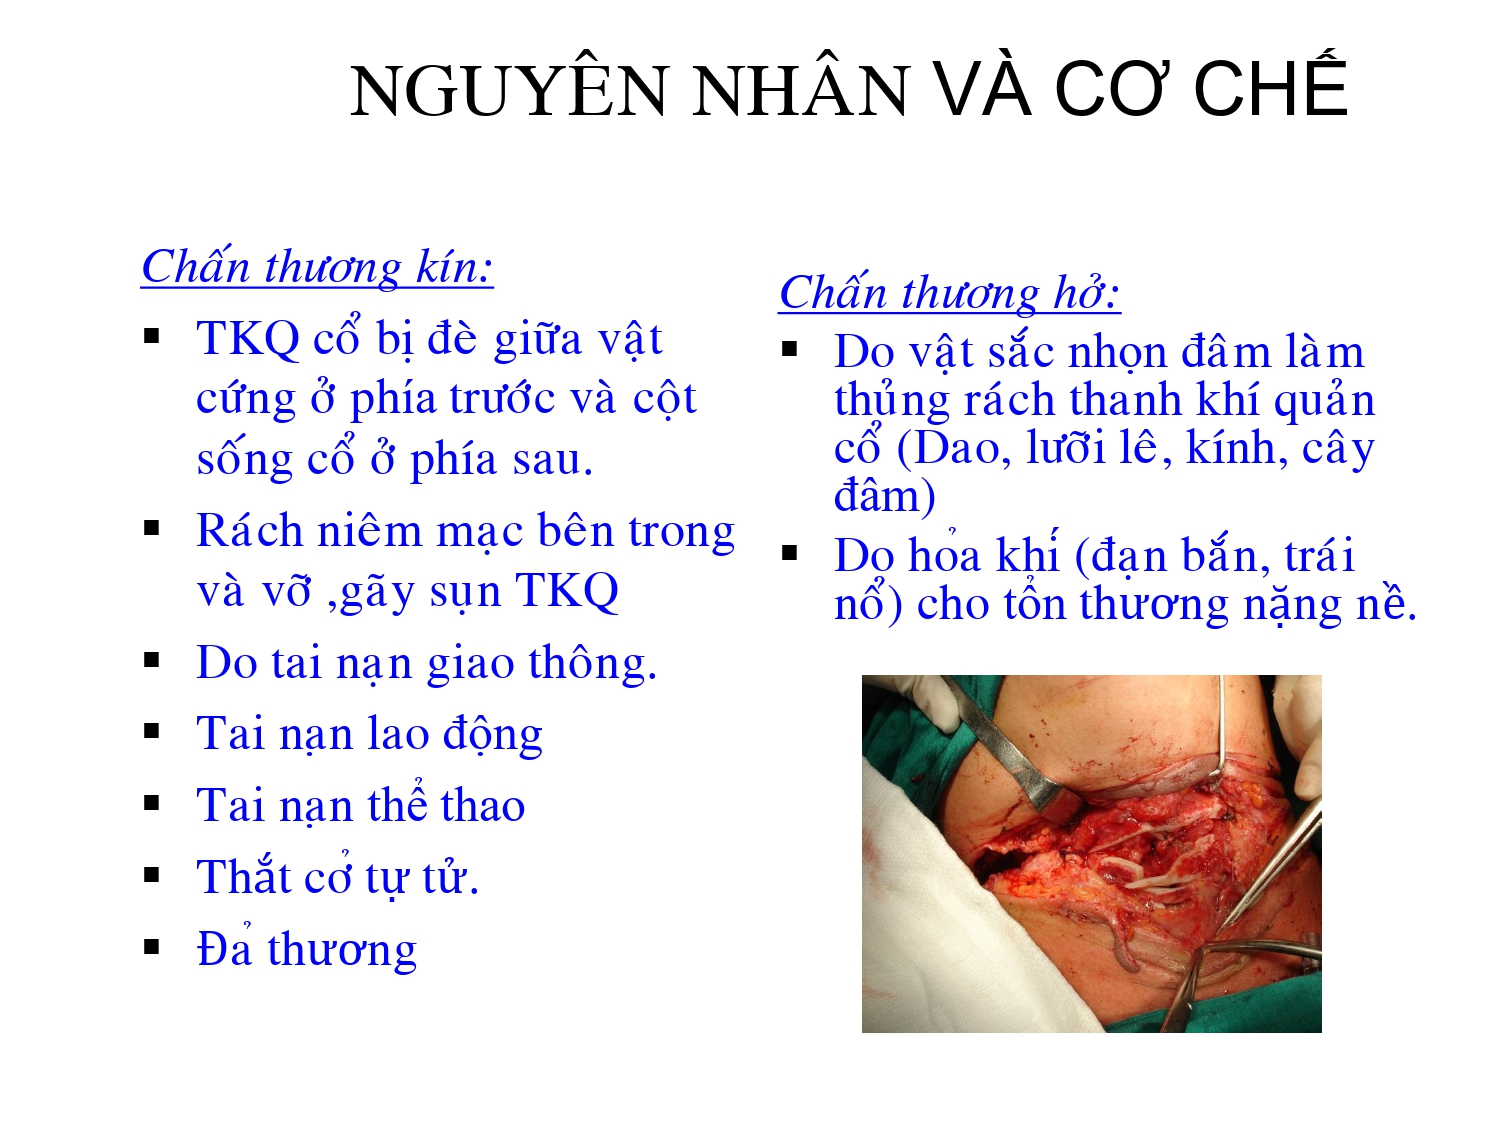 NGUYÊN NHÂN VÀ CƠ CHẾ
Chấn thương kín:
▪ TKQ cổ bị đè giữa vật
cứng ở phía trước và cột
sống cổ ở phía sau.
▪ Rách niêm mạc bên trong
và vỡ ,gãy sụn TKQ
▪ Do tai nạn giao thông.
▪ Tai nạn lao động
▪ Tai nạn thể thao
▪ Thắt cở tự tử.
▪ Đả thương
Chấn thương hở:
▪ Do vật sắc nhọn đâm làm
thủng rách thanh khí quản
cổ (Dao, lưỡi lê, kính, cây
đâm)
▪ Do hoả khí (đạn bắn, trái
nổ) cho tổn thương nặng nề.